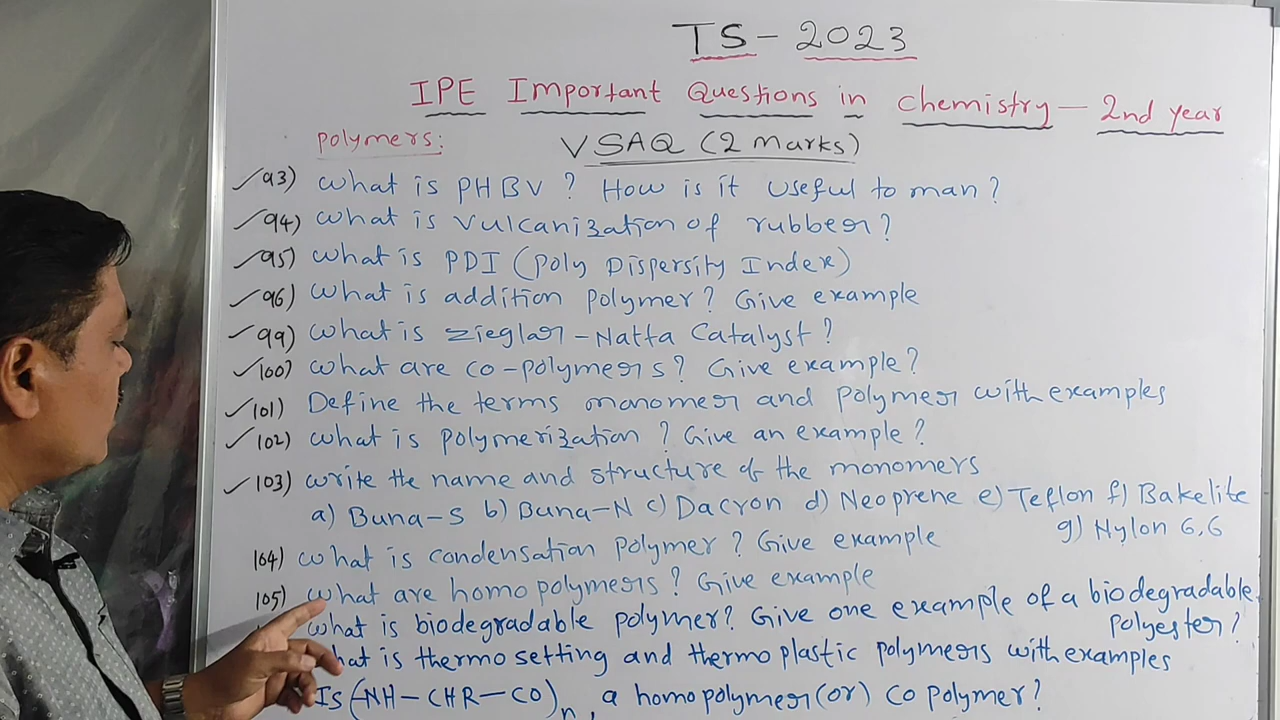 TS - 2023
IPE Important Questions in chemistry - 2nd year
polymers:
VSAQ (2 marks)
93) what is PHBV ? How is it useful to man ?
94) what is vulcanization of rubber ?
95) what is PDI (Poly Dispersity Index)
96) what is addition polymer ? Give example
99) what is zieglar - Natta Catalyst ?
100) what are co-polymers ? Give example ?
101) Define the terms monomer and polymer with examples
102) what is polymerization ? Give an example ?
103) write the name and structure of the monomers
a) Buna-S b) Buna-N c) Dacron d) Neoprene e) Teflon f) Bakelite
g) Nylon 6,6
104) what is condensation polymer ? Give example
105) what are homopolymers ? Give example
what is biodegradable polymer? Give one example of a biodegradable
polyester ?
what is thermosetting and thermoplastic polymers with examples
Is (-NH-CHR-CO)n, a homopolymer (or) copolymer ?